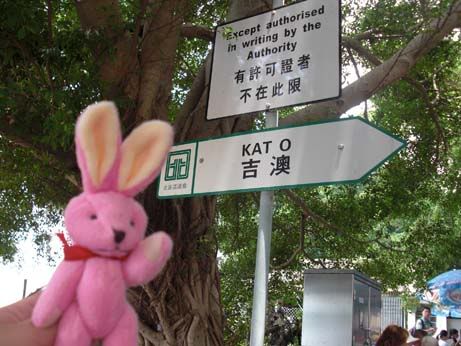 Except authorised
in writing by the
Authority
有許可證者
不在此限
KAT O
吉澳